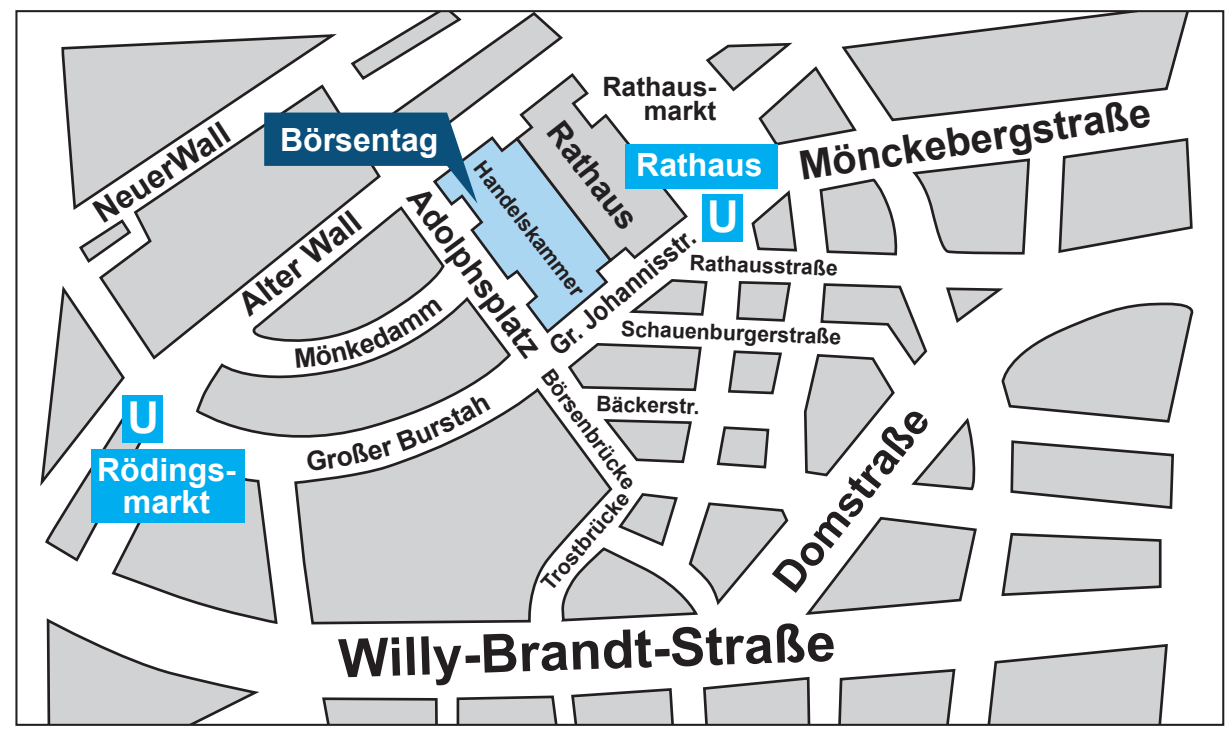 Rathaus-
markt
Mönckebergstraße
Börsentag
NeuerWall
Handelskammer
Rathaus
Rathaus
U
Alter Wall
Adolphsplatz
Gr. Johannisstr.
Rathausstraße
Mönkedamm
Schauenburgerstraße
U
Rödings-
markt
Großer Burstah
Börsenbrücke
Bäckerstr.
Domstraße
Trostbrücke
Willy-Brandt-Straße